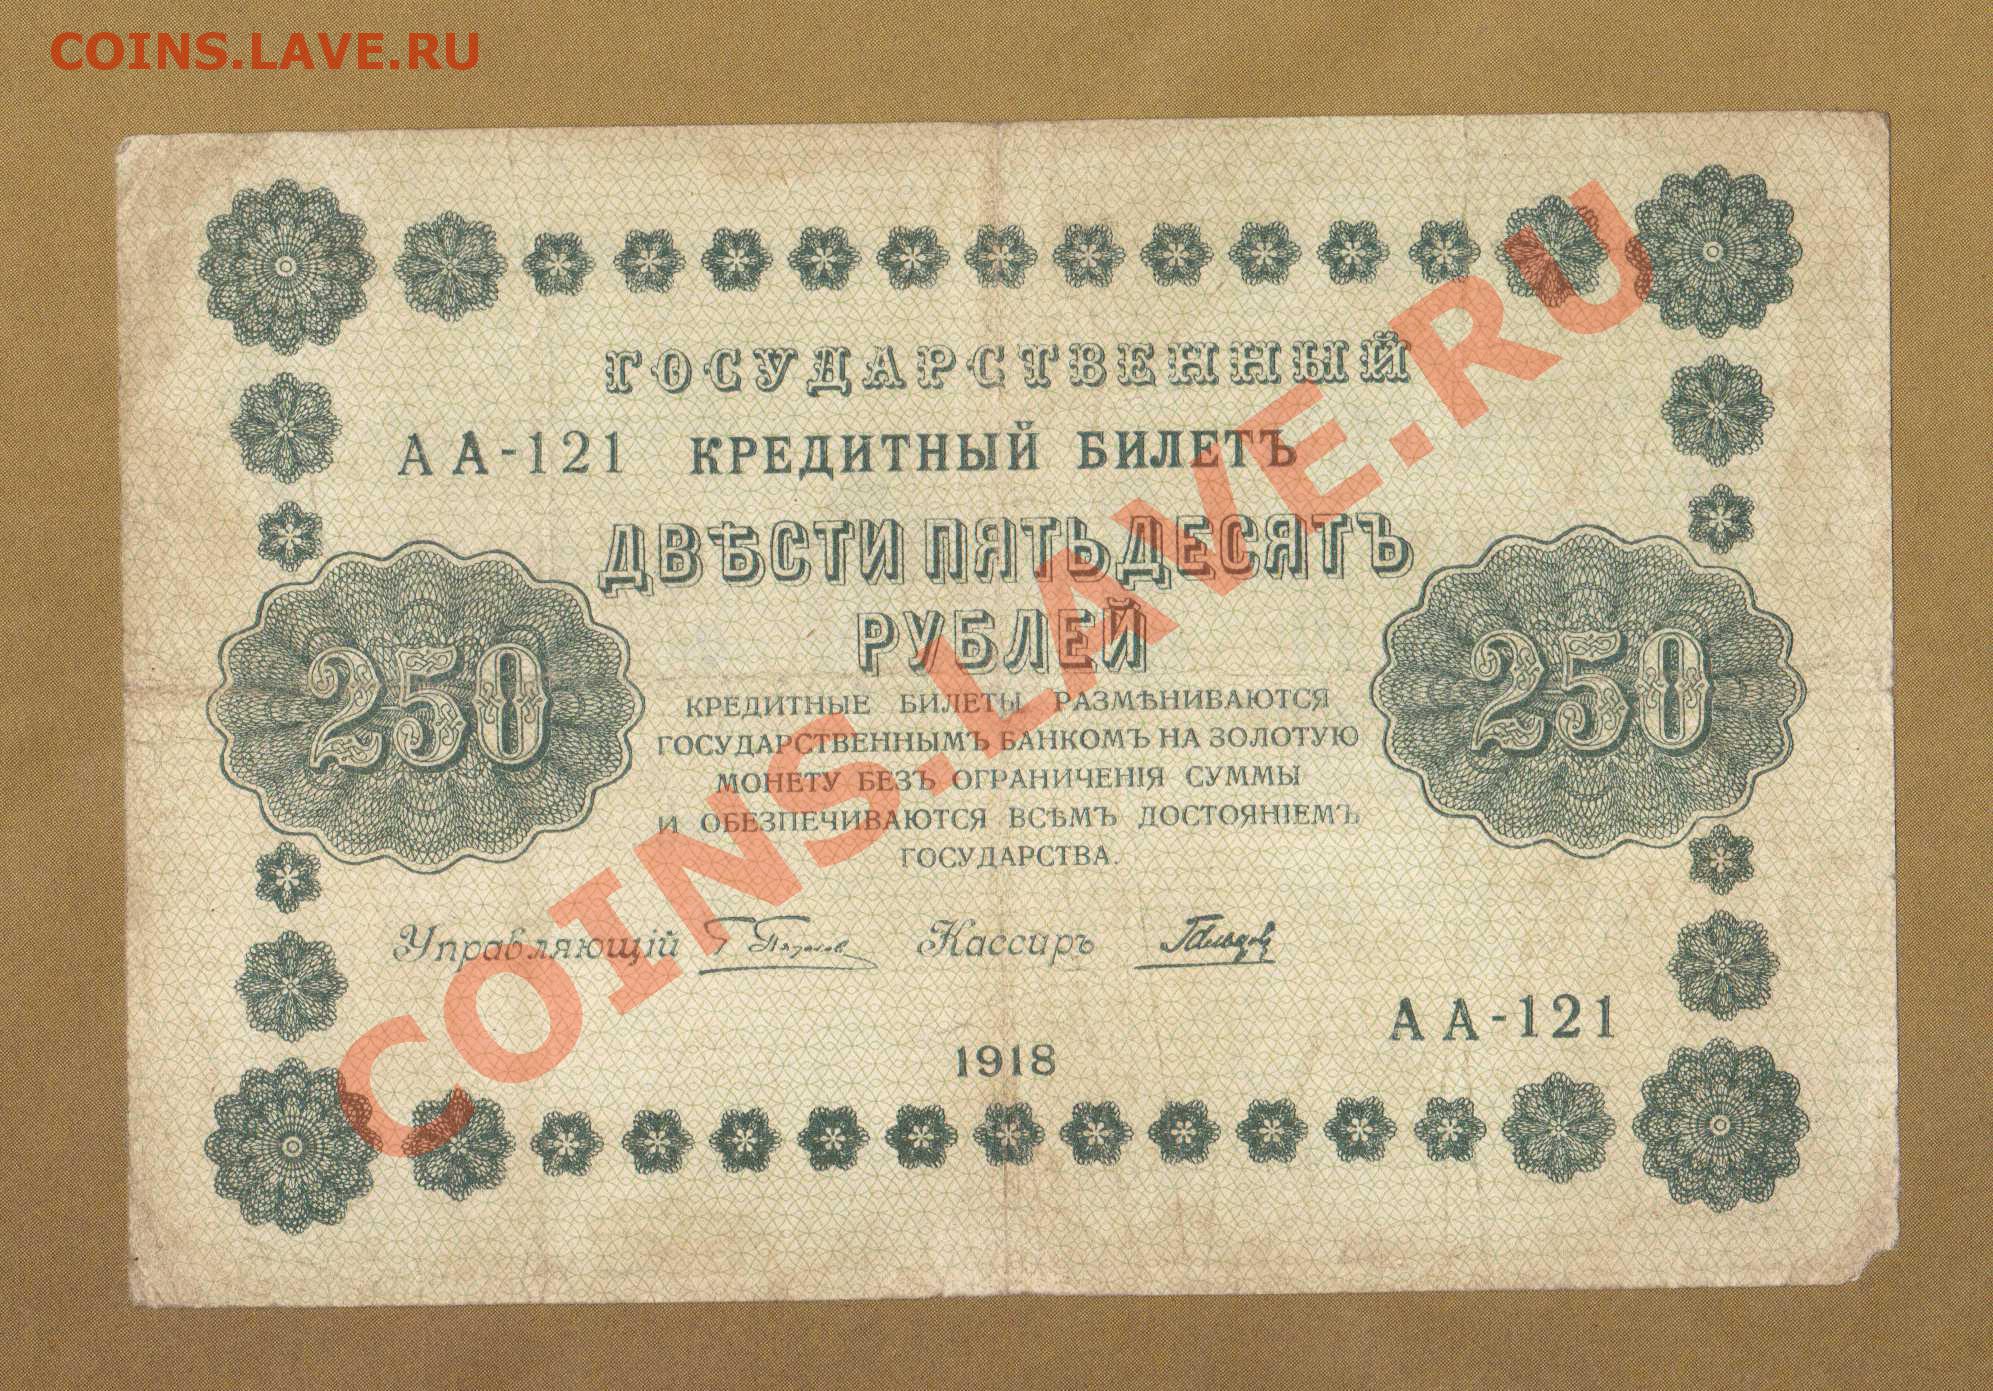 COINS.LAVE.RU
ГОСУДАРСТВЕННЫЙ
АА-121 КРЕДИТНЫЙ БИЛЕТЪ
ДВѢСТИ ПЯТЬДЕСЯТЪ
РУБЛЕЙ
250 250
КРЕДИТНЫЕ БИЛЕТЫ РАЗМѢНИВАЮТСЯ
ГОСУДАРСТВЕННЫМЪ БАНКОМЪ НА ЗОЛОТУЮ
МОНЕТУ БЕЗЪ ОГРАНИЧЕНІЯ СУММЫ
И ОБЕЗПЕЧИВАЮТСЯ ВСѢМЪ ДОСТОЯНІЕМЪ
ГОСУДАРСТВА.
Управляющій Кассиръ
АА-121
1918
COINS.LAVE.RU